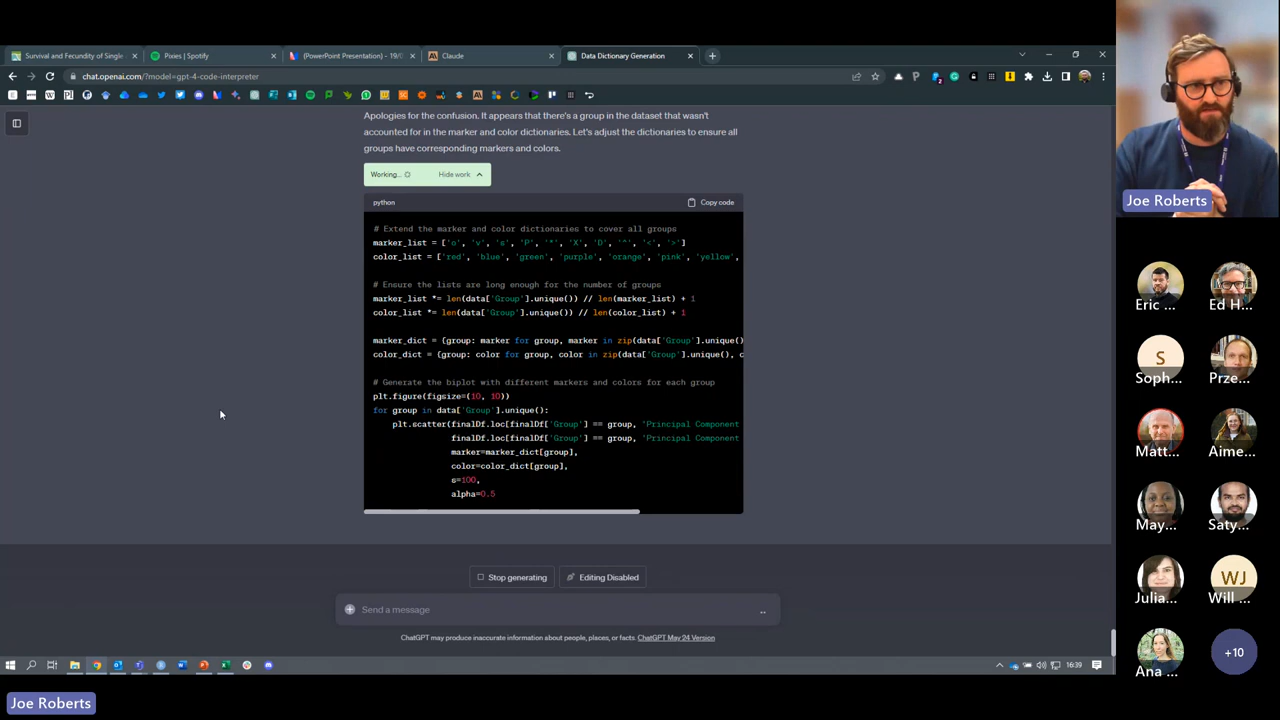 Survival and Fecundity of Single
Pixies | Spotify
(PowerPoint Presentation) - 19/0
Claude
Data Dictionary Generation
chat.openai.com/?model=gpt-4-code-interpreter
Apologies for the confusion. It appears that there's a group in the dataset that wasn't
accounted for in the marker and color dictionaries. Let's adjust the dictionaries to ensure all
groups have corresponding markers and colors.
Working... Hide work
python Copy code
# Extend the marker and color dictionaries to cover all groups
marker_list = ['o', 'v', 's', 'P', '*', 'X', 'D', '^', '<', '>']
color_list = ['red', 'blue', 'green', 'purple', 'orange', 'pink', 'yellow',
# Ensure the lists are long enough for the number of groups
marker_list *= len(data['Group'].unique()) // len(marker_list) + 1
color_list *= len(data['Group'].unique()) // len(color_list) + 1
marker_dict = {group: marker for group, marker in zip(data['Group'].unique()
color_dict = {group: color for group, color in zip(data['Group'].unique(), c
# Generate the biplot with different markers and colors for each group
plt.figure(figsize=(10, 10))
for group in data['Group'].unique():
plt.scatter(finalDf.loc[finalDf['Group'] == group, 'Principal Component
finalDf.loc[finalDf['Group'] == group, 'Principal Component
marker=marker_dict[group],
color=color_dict[group],
s=100,
alpha=0.5
Stop generating
Editing Disabled
Send a message
ChatGPT may produce inaccurate information about people, places, or facts. ChatGPT May 24 Version
16:39
Joe Roberts
Joe Roberts
Eric ...
Ed H...
S
Soph...
Prze...
Matt...
Aime...
May...
Saty...
Julia...
WJ
Will ...
Ana ...
+10